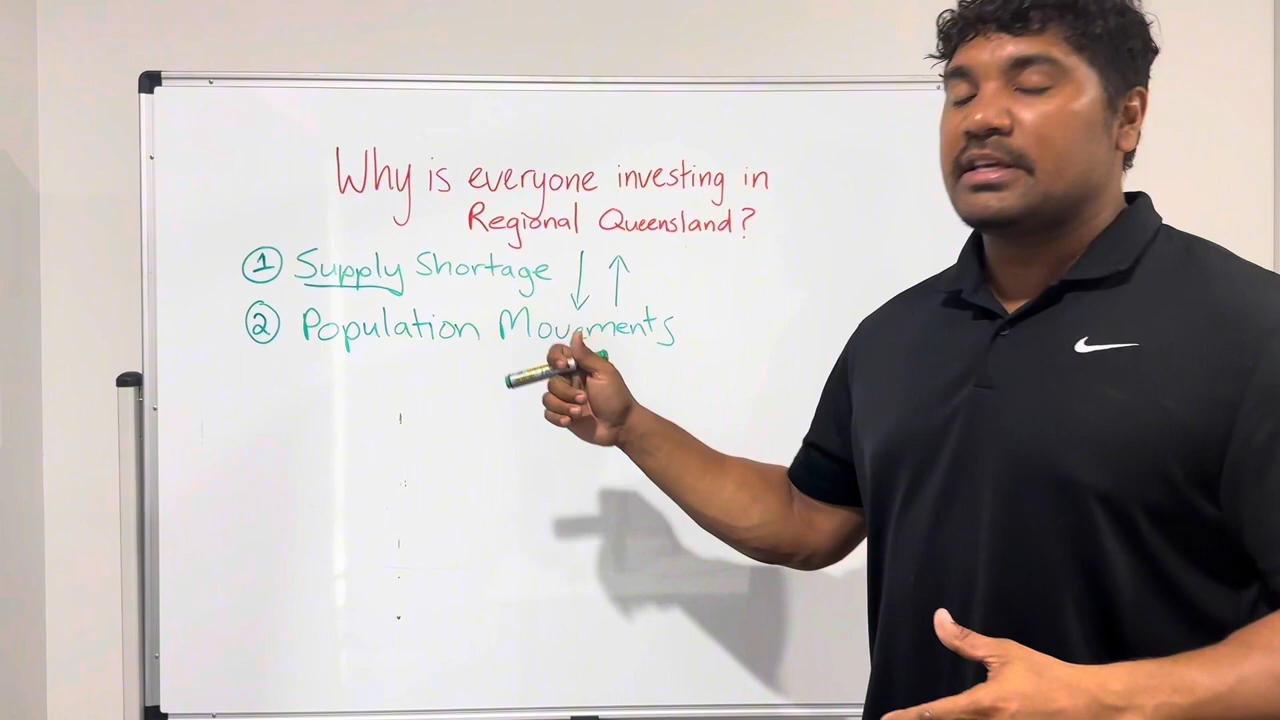 Why is everyone investing in
Regional Queensland?
① Supply Shortage ↓ ↑
② Population Movements